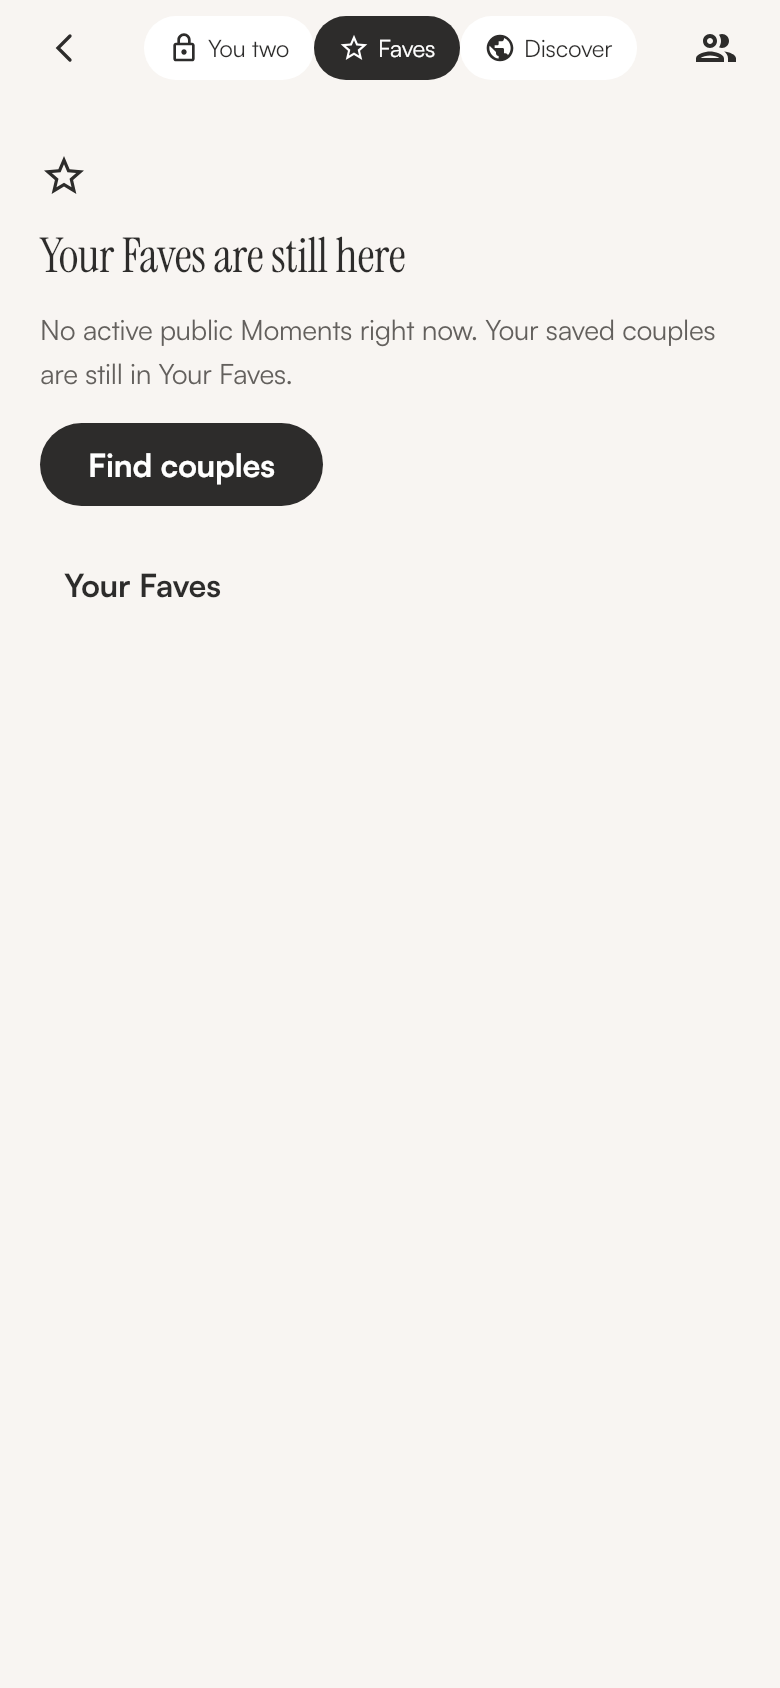 You two
Faves
Discover
Your Faves are still here
No active public Moments right now. Your saved couples
are still in Your Faves.
Find couples
Your Faves